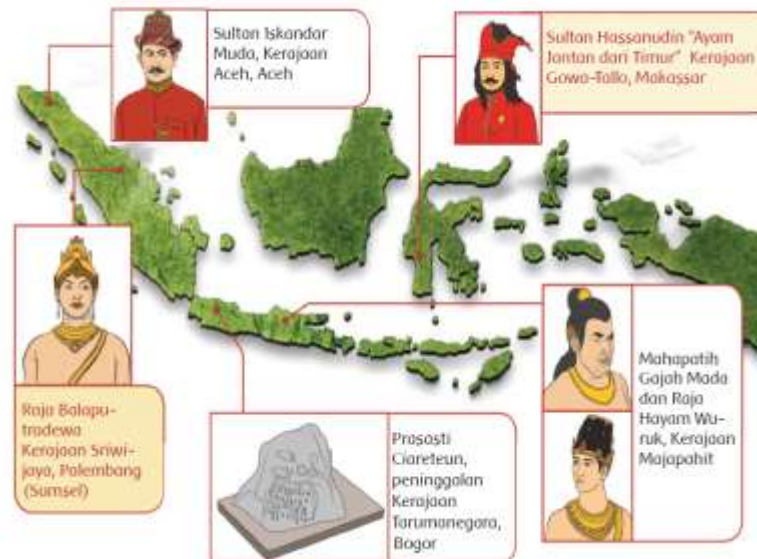 Sultan Iskandar
Muda, Kerajaan
Aceh, Aceh
Sultan Hassanudin "Ayam
Jantan dari Timur" Kerajaan
Gowa-Tallo, Makassar
Raja Balapu-
tradewa
Kerajaan Sriwi-
jaya, Palembang
(Sumsel)
Prasasti
Ciareteun,
peninggalan
Kerajaan
Tarumanegara,
Bogor
Mahapatih
Gajah Mada
dan Raja
Hayam Wu-
ruk, Kerajaan
Majapahit